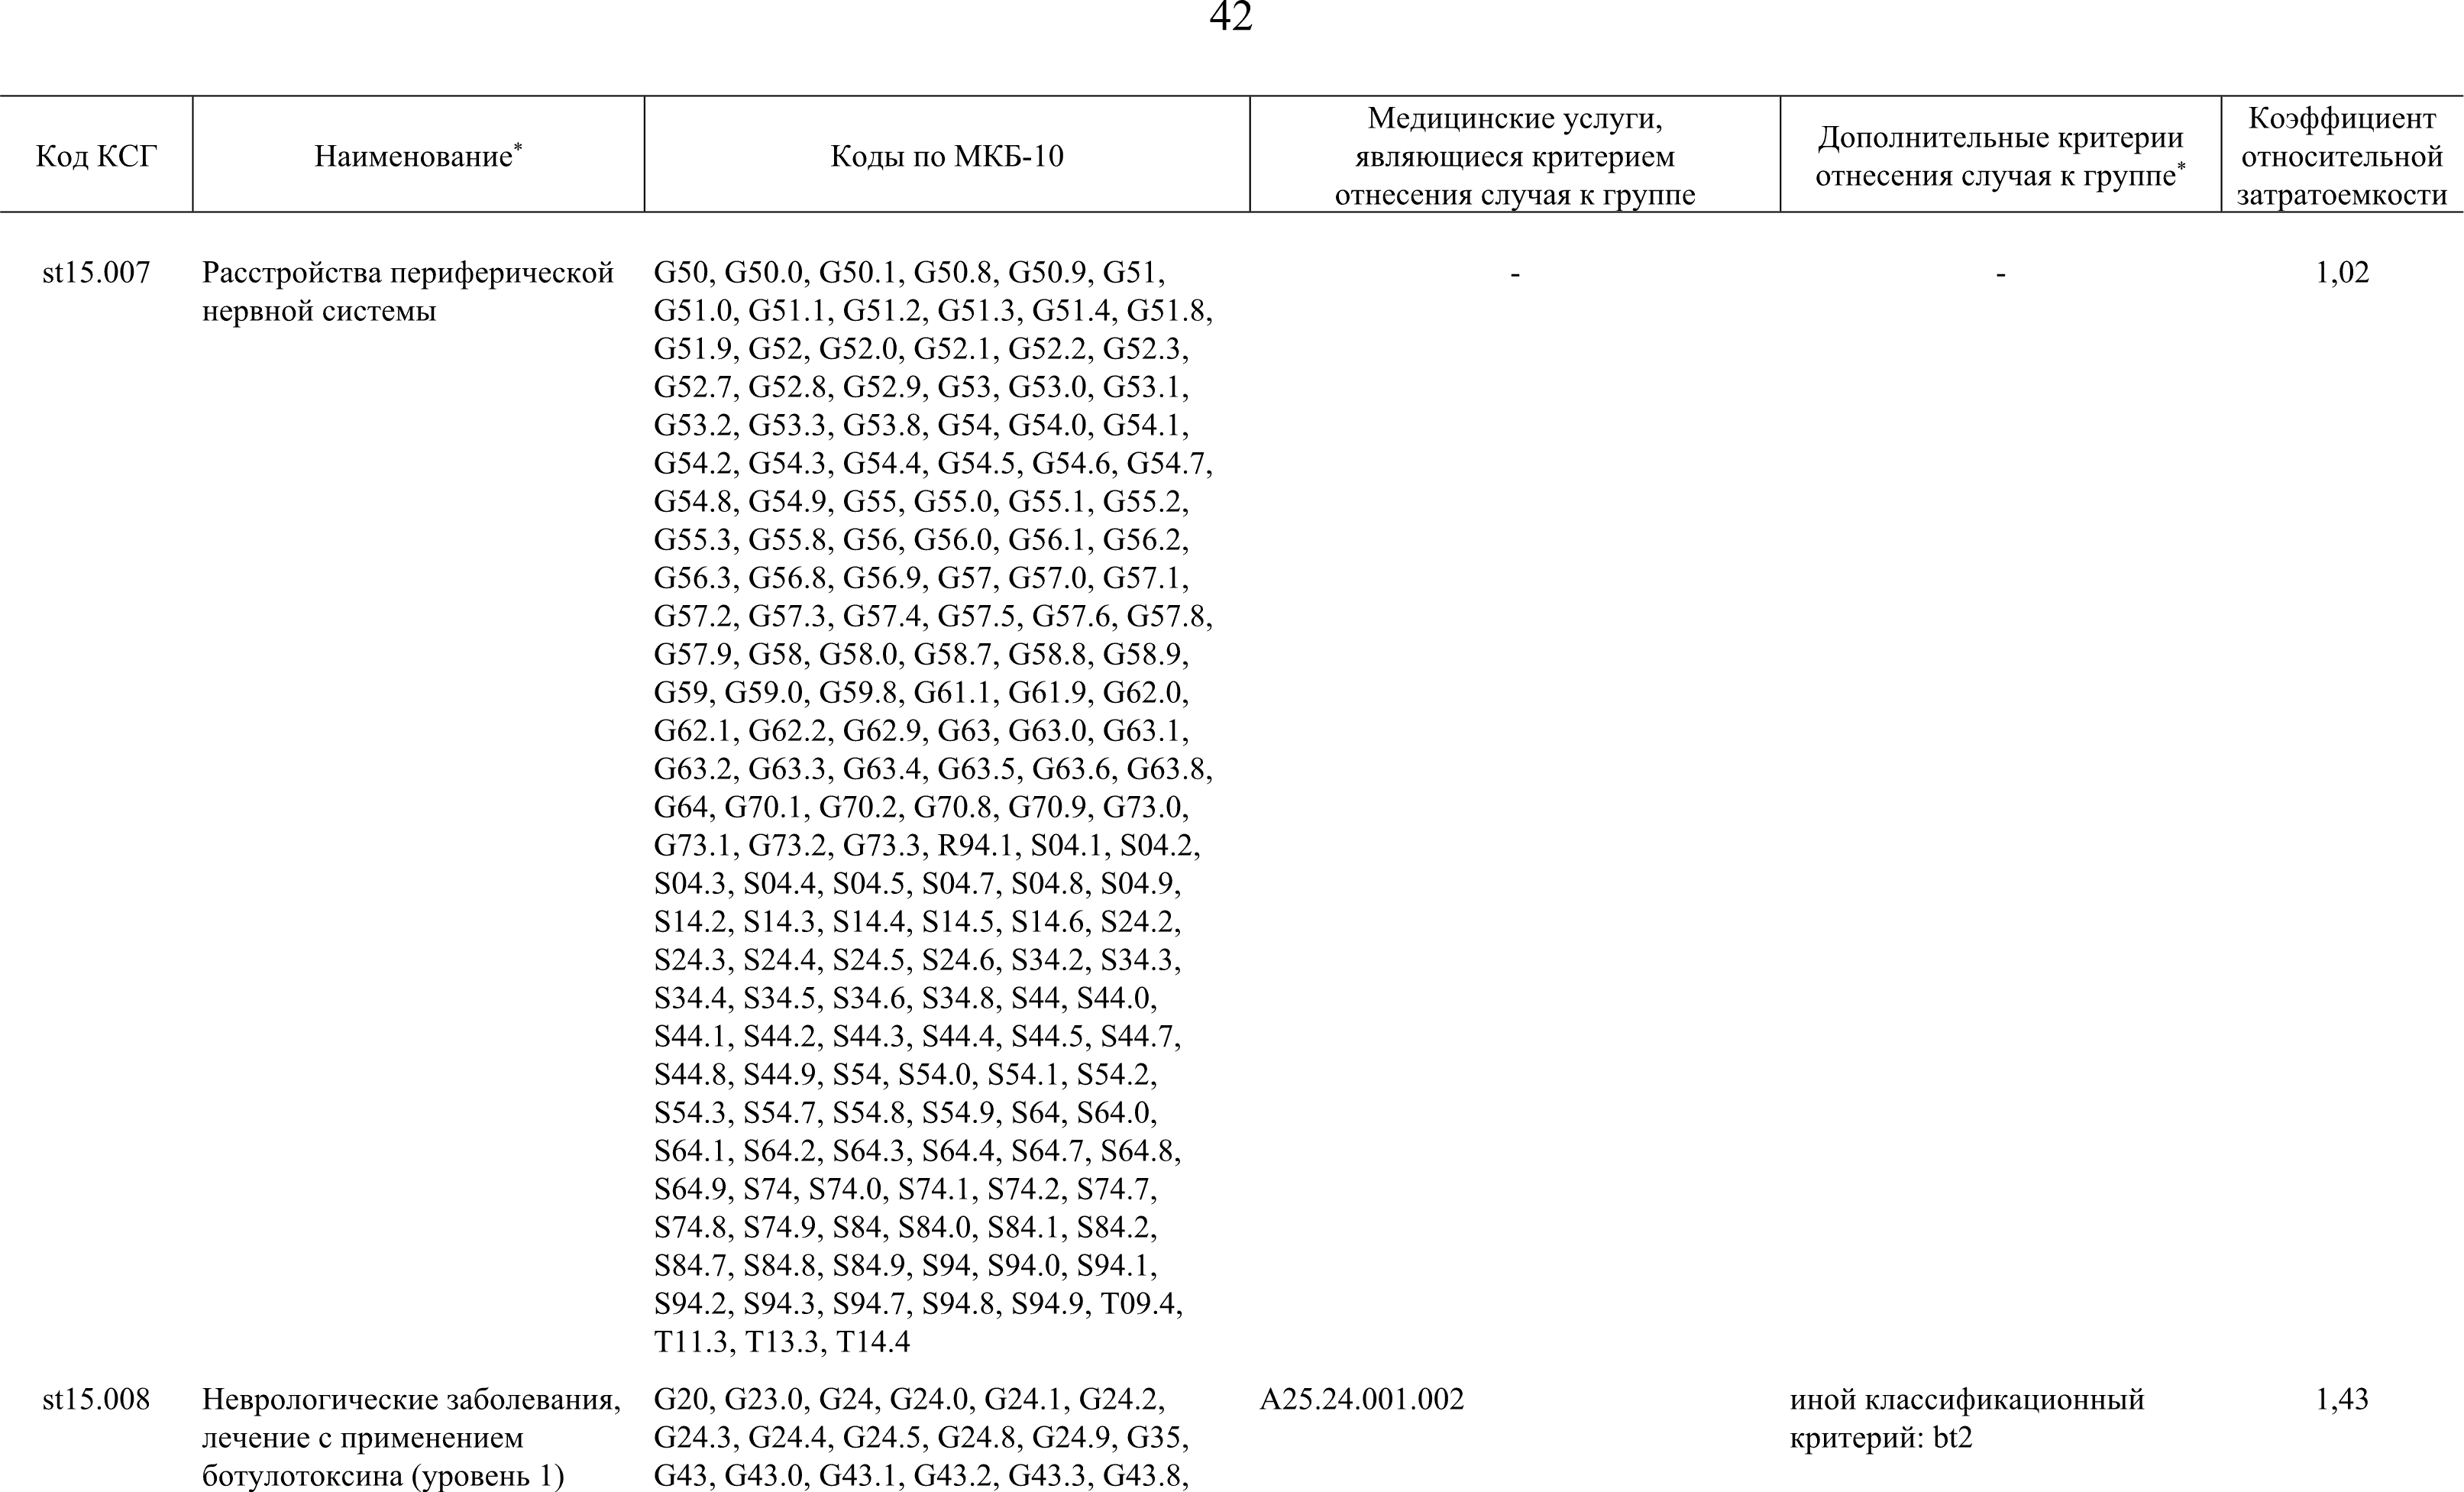 42
Код КСГ
Наименование*
Коды по МКБ-10
Медицинские услуги,
являющиеся критерием
отнесения случая к группе
Дополнительные критерии
отнесения случая к группе*
Коэффициент
относительной
затратоемкости
st15.007
Расстройства периферической
нервной системы
G50, G50.0, G50.1, G50.8, G50.9, G51,
G51.0, G51.1, G51.2, G51.3, G51.4, G51.8,
G51.9, G52, G52.0, G52.1, G52.2, G52.3,
G52.7, G52.8, G52.9, G53, G53.0, G53.1,
G53.2, G53.3, G53.8, G54, G54.0, G54.1,
G54.2, G54.3, G54.4, G54.5, G54.6, G54.7,
G54.8, G54.9, G55, G55.0, G55.1, G55.2,
G55.3, G55.8, G56, G56.0, G56.1, G56.2,
G56.3, G56.8, G56.9, G57, G57.0, G57.1,
G57.2, G57.3, G57.4, G57.5, G57.6, G57.8,
G57.9, G58, G58.0, G58.7, G58.8, G58.9,
G59, G59.0, G59.8, G61.1, G61.9, G62.0,
G62.1, G62.2, G62.9, G63, G63.0, G63.1,
G63.2, G63.3, G63.4, G63.5, G63.6, G63.8,
G64, G70.1, G70.2, G70.8, G70.9, G73.0,
G73.1, G73.2, G73.3, R94.1, S04.1, S04.2,
S04.3, S04.4, S04.5, S04.7, S04.8, S04.9,
S14.2, S14.3, S14.4, S14.5, S14.6, S24.2,
S24.3, S24.4, S24.5, S24.6, S34.2, S34.3,
S34.4, S34.5, S34.6, S34.8, S44, S44.0,
S44.1, S44.2, S44.3, S44.4, S44.5, S44.7,
S44.8, S44.9, S54, S54.0, S54.1, S54.2,
S54.3, S54.7, S54.8, S54.9, S64, S64.0,
S64.1, S64.2, S64.3, S64.4, S64.7, S64.8,
S64.9, S74, S74.0, S74.1, S74.2, S74.7,
S74.8, S74.9, S84, S84.0, S84.1, S84.2,
S84.7, S84.8, S84.9, S94, S94.0, S94.1,
S94.2, S94.3, S94.7, S94.8, S94.9, T09.4,
T11.3, T13.3, T14.4
-
-
1,02
st15.008
Неврологические заболевания,
лечение с применением
ботулотоксина (уровень 1)
G20, G23.0, G24, G24.0, G24.1, G24.2,
G24.3, G24.4, G24.5, G24.8, G24.9, G35,
G43, G43.0, G43.1, G43.2, G43.3, G43.8,
A25.24.001.002
иной классификационный
критерий: bt2
1,43